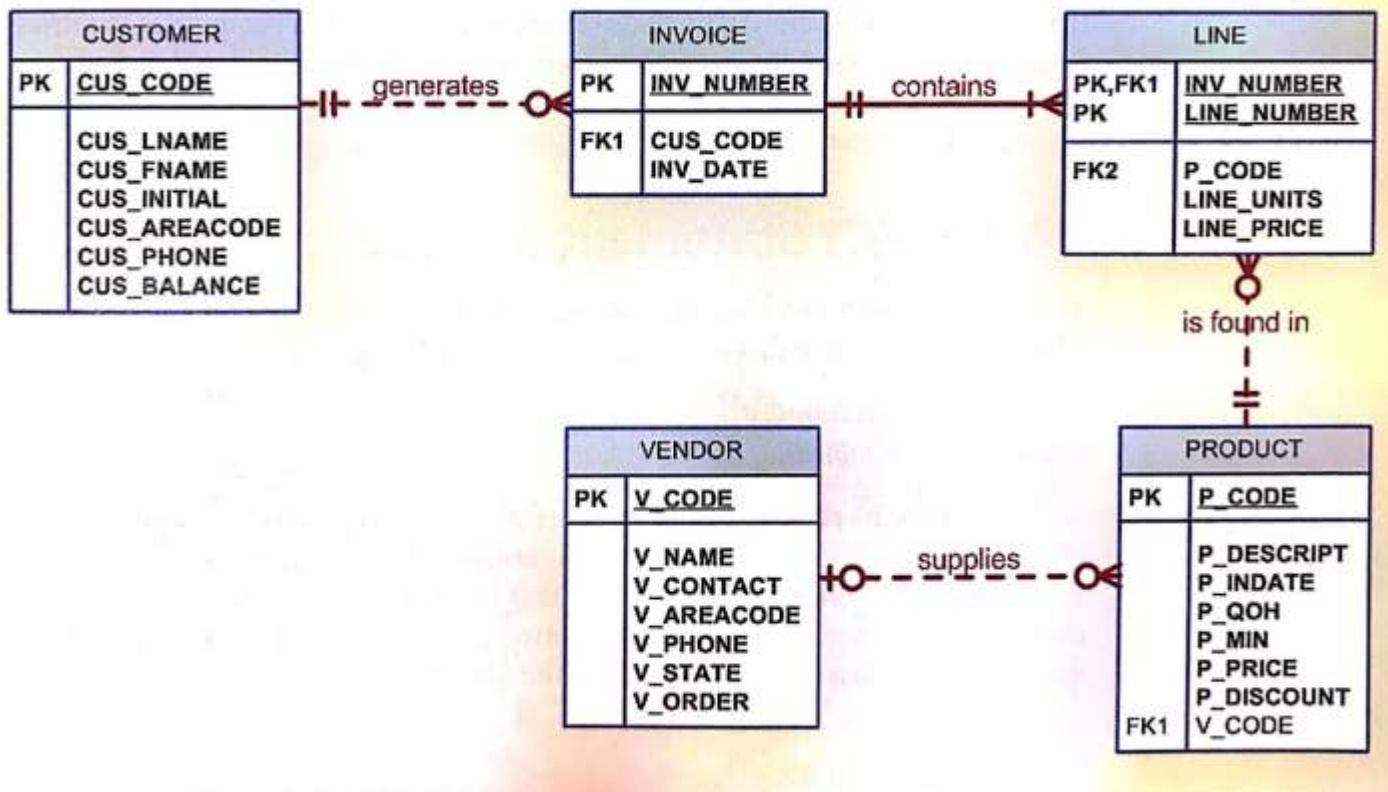 CUSTOMER
PK CUS_CODE
CUS_LNAME
CUS_FNAME
CUS_INITIAL
CUS_AREACODE
CUS_PHONE
CUS_BALANCE
generates
INVOICE
PK INV_NUMBER
FK1 CUS_CODE
INV_DATE
contains
LINE
PK,FK1 INV_NUMBER
PK LINE_NUMBER
FK2 P_CODE
LINE_UNITS
LINE_PRICE
is found in
VENDOR
PK V_CODE
V_NAME
V_CONTACT
V_AREACODE
V_PHONE
V_STATE
V_ORDER
supplies
PRODUCT
PK P_CODE
P_DESCRIPT
P_INDATE
P_QOH
P_MIN
P_PRICE
P_DISCOUNT
FK1 V_CODE